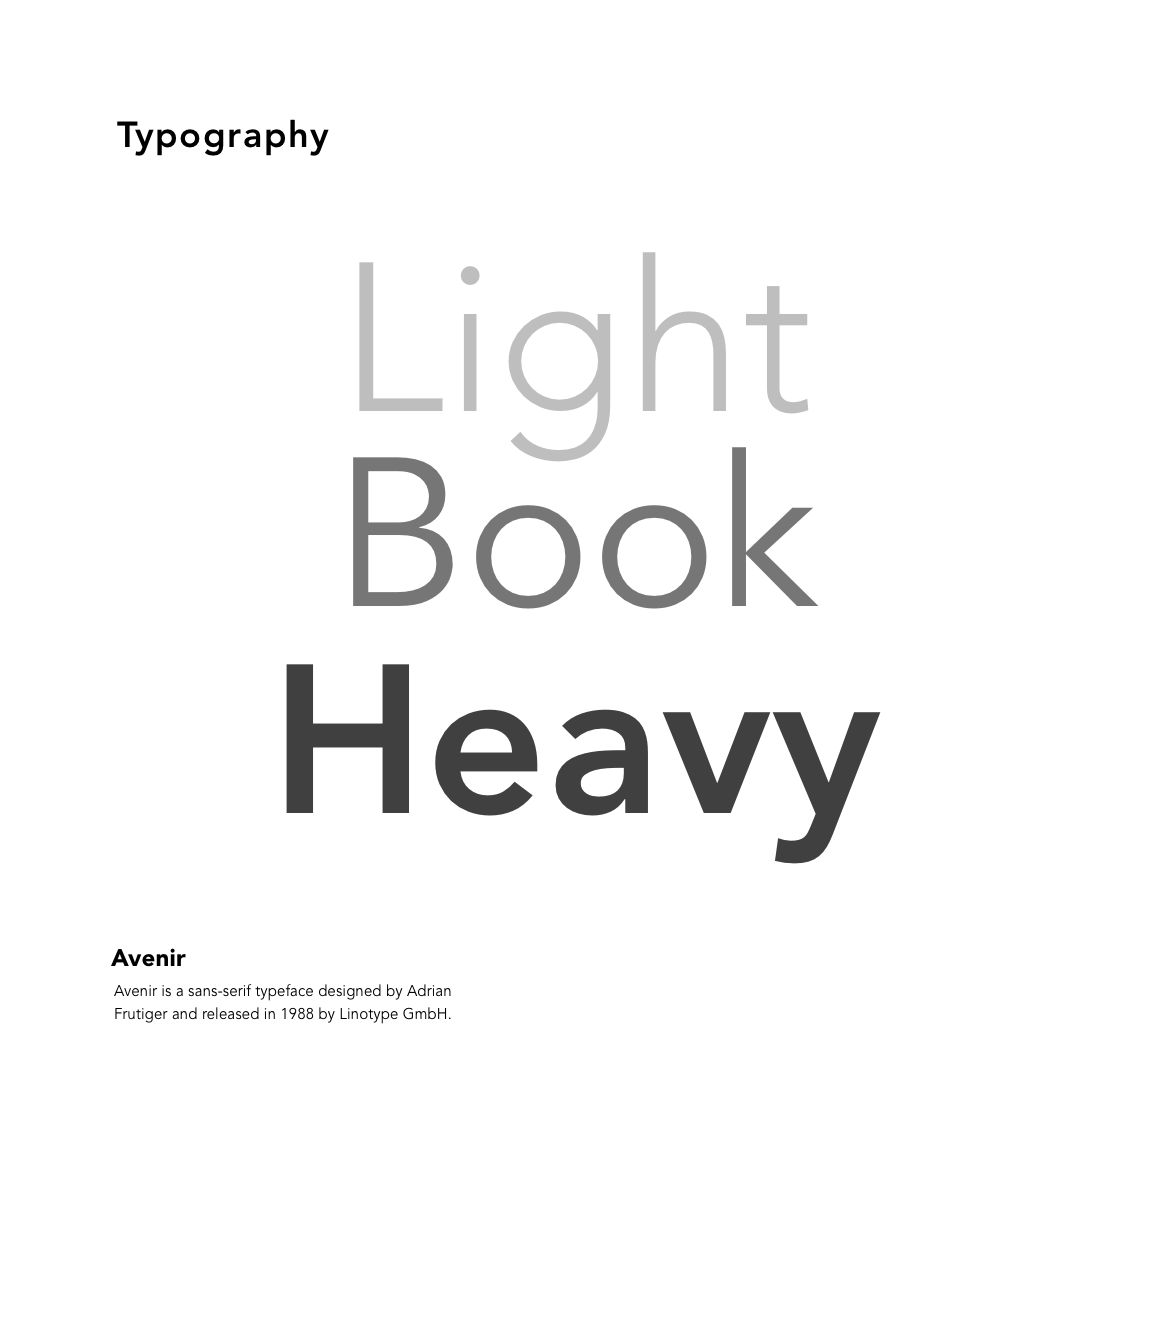 Typography
Light
Book
Heavy
Avenir
Avenir is a sans-serif typeface designed by Adrian
Frutiger and released in 1988 by Linotype GmbH.